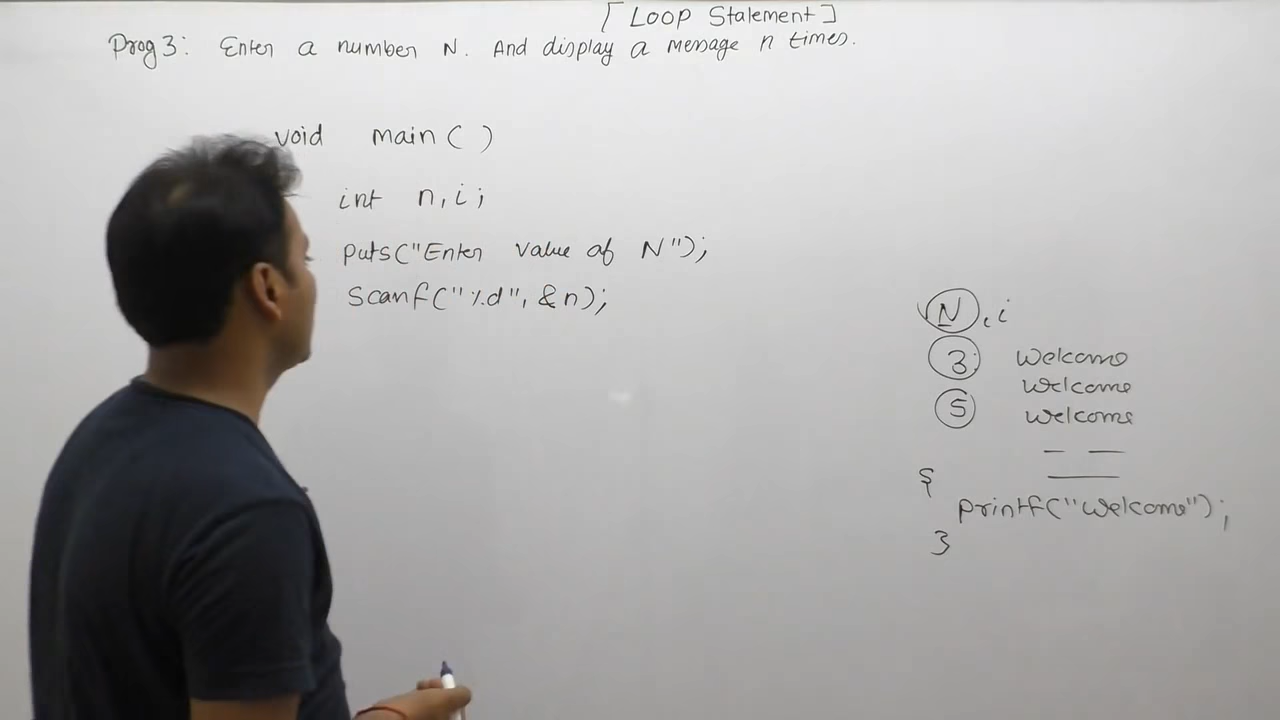 [Loop Statement]
Prog 3: Enter a number N. And display a message n times.
void main( )
int n,i;
puts("Enter value of N");
scanf("%d", &n);
N, i
3 Welcome
welcome
5 welcome
{
printf("Welcome");
}